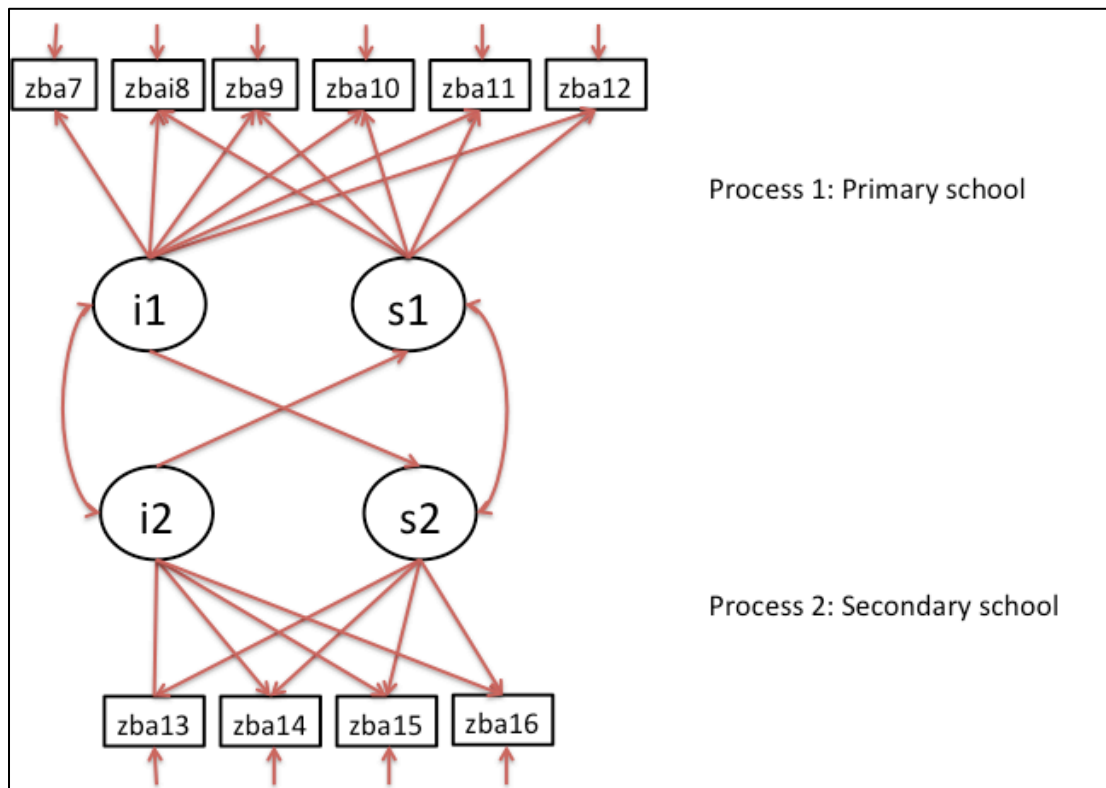 zba7 zbai8 zba9 zba10 zba11 zba12
Process 1: Primary school
i1 s1
i2 s2
Process 2: Secondary school
zba13 zba14 zba15 zba16